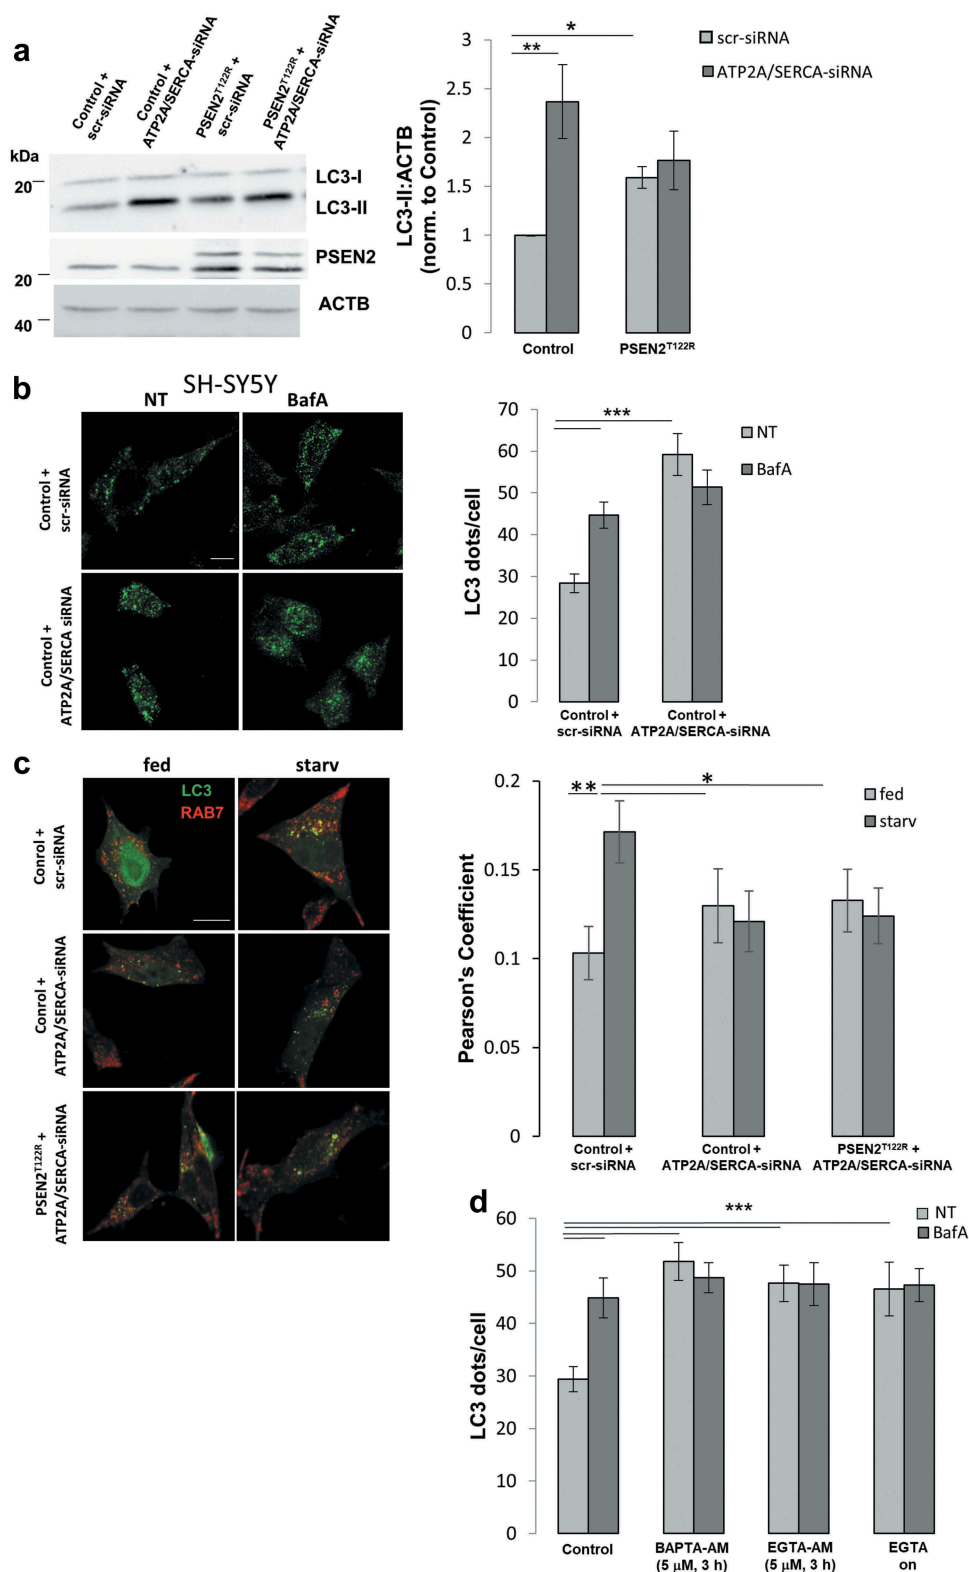 a
Control +
scr-siRNA
Control +
ATP2A/SERCA-siRNA
PSEN2T122R +
scr-siRNA
PSEN2T122R +
ATP2A/SERCA-siRNA
kDa
20
LC3-I
LC3-II
PSEN2
20
ACTB
40
LC3-II:ACTB
(norm. to Control)
3
2.5
2
1.5
1
0.5
0
*
**
scr-siRNA
ATP2A/SERCA-siRNA
Control
PSEN2T122R
b
SH-SY5Y
NT
BafA
Control +
scr-siRNA
Control +
ATP2A/SERCA siRNA
LC3 dots/cell
70
60
50
40
30
20
10
0
***
NT
BafA
Control +
scr-siRNA
Control +
ATP2A/SERCA-siRNA
c
fed
starv
LC3
RAB7
Conrol +
scr-siRNA
Control +
ATP2A/SERCA-siRNA
PSEN2T122R +
ATP2A/SERCA-siRNA
Pearson's Coefficient
0.2
0.15
0.1
0.05
0
**
*
fed
starv
Control +
scr-siRNA
Control +
ATP2A/SERCA-siRNA
PSEN2T122R +
ATP2A/SERCA-siRNA
d
LC3 dots/cell
60
50
40
30
20
10
0
***
NT
BafA
Control
BAPTA-AM
(5 µM, 3 h)
EGTA-AM
(5 µM, 3 h)
EGTA
on